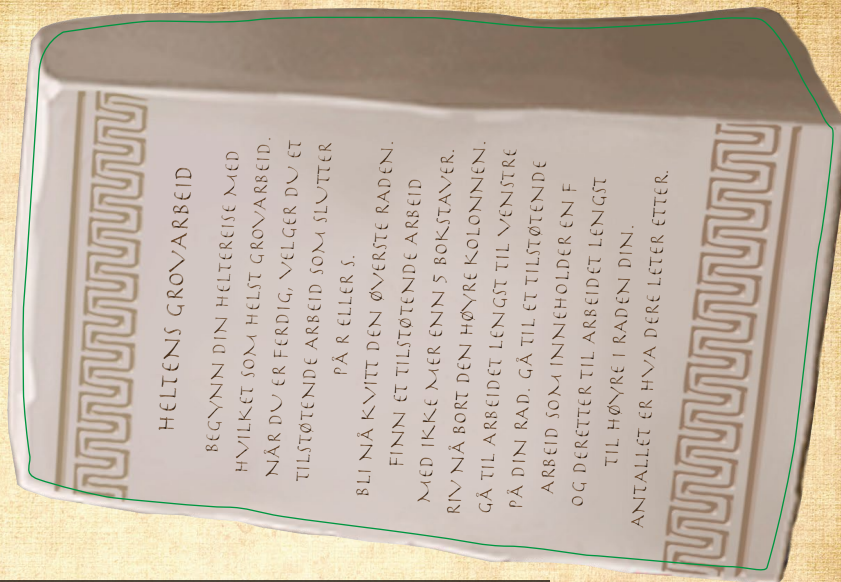 HELTENS GROVARBEID
BEGYNN DIN HELTEREISE MED
HVILKET SOM HELST GROVARBEID.
NÅR DU ER FERDIG, VELGER DU ET
TILSTØTENDE ARBEID SOM SLUTTER
PÅ R ELLER S.
BLI NÅ KVITT DEN ØVERSTE RADEN.
FINN ET TILSTØTENDE ARBEID
MED IKKE MER ENN 5 BOKSTAVER.
RIV NÅ BORT DEN HØYRE KOLONNEN.
GÅ TIL ARBEIDET LENGST TIL VENSTRE
PÅ DIN RAD. GÅ TIL ET TILSTØTENDE
ARBEID SOM INNEHOLDER EN F
OG DERETTER TIL ARBEIDET LENGST
TIL HØYRE I RADEN DIN.
ANTALLET ER HVA DERE LETER ETTER.